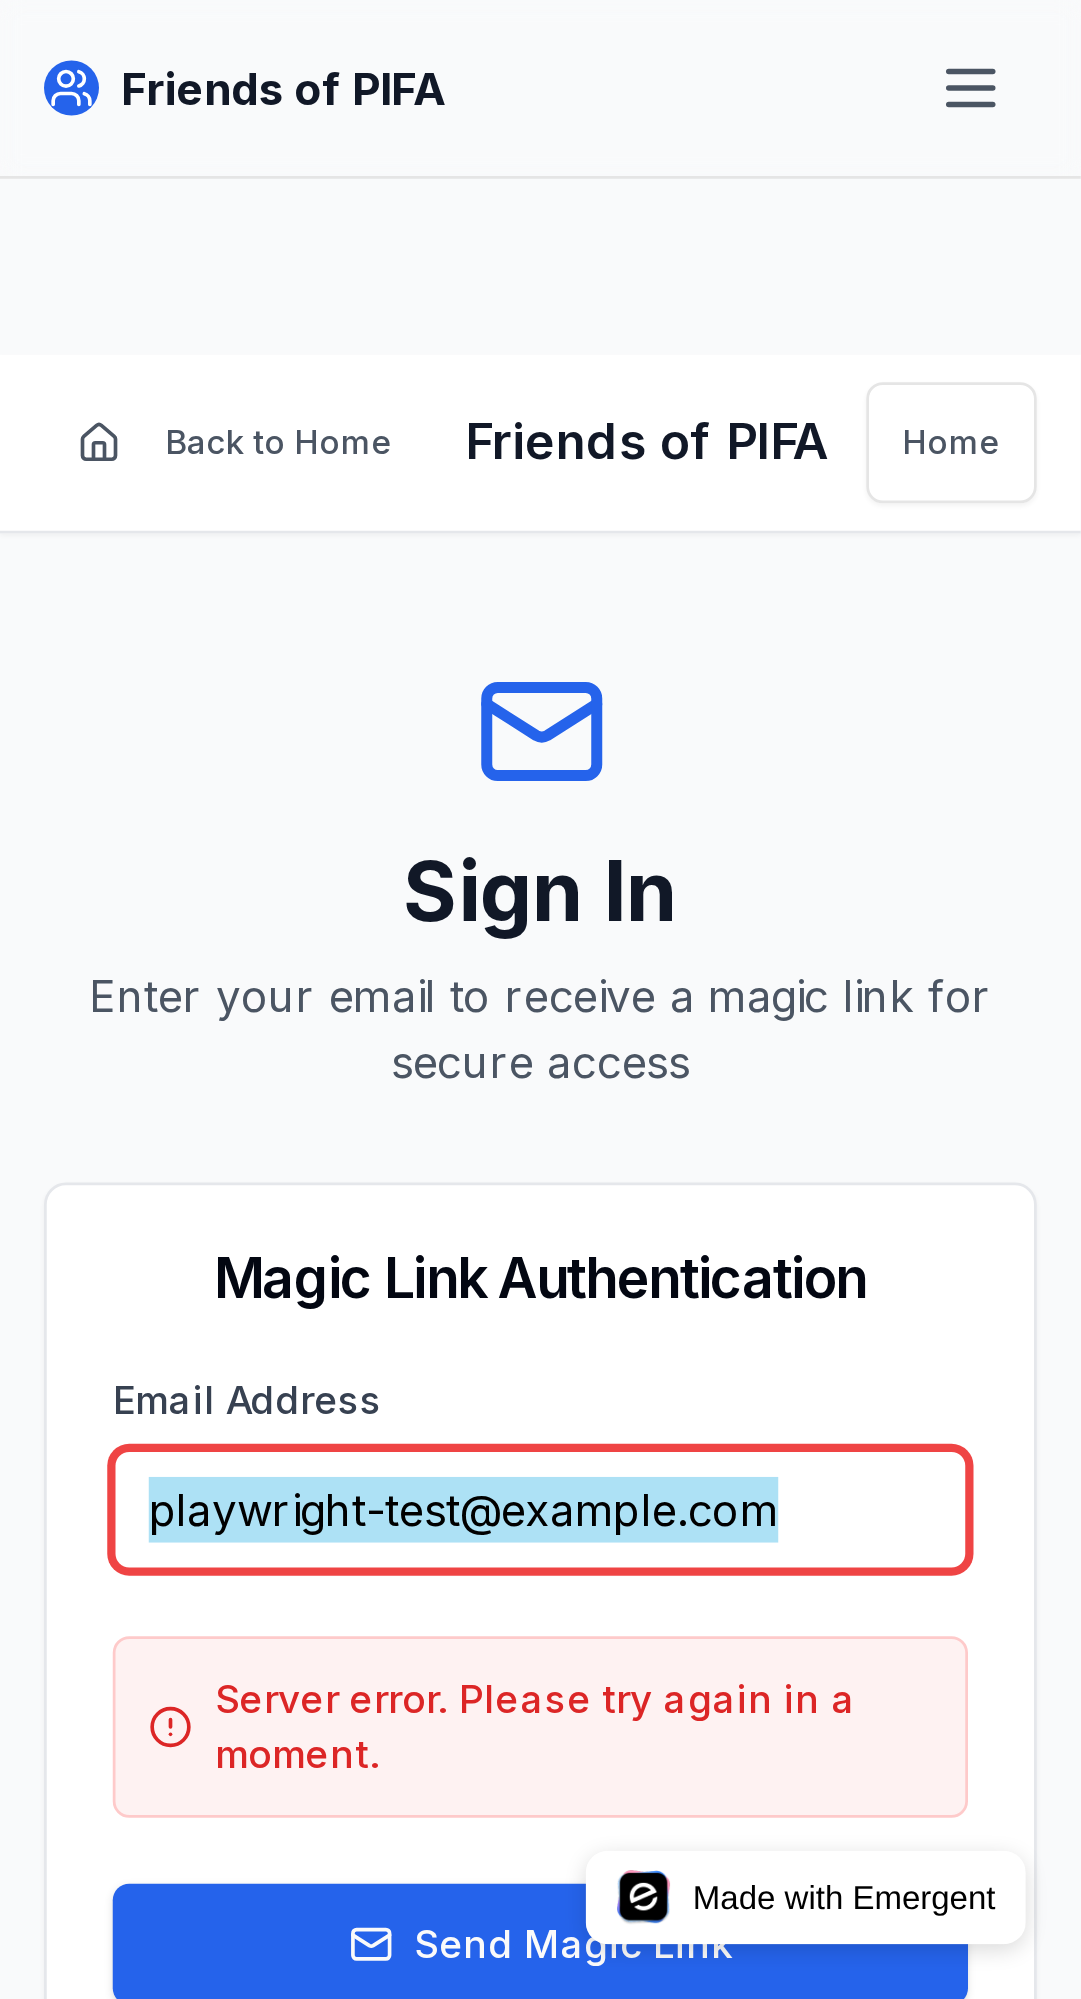 Friends of PIFA
Back to Home
Friends of PIFA
Home
Sign In
Enter your email to receive a magic link for
secure access
Magic Link Authentication
Email Address
playwright-test@example.com
Server error. Please try again in a
moment.
Made with Emergent
Send Magic Link